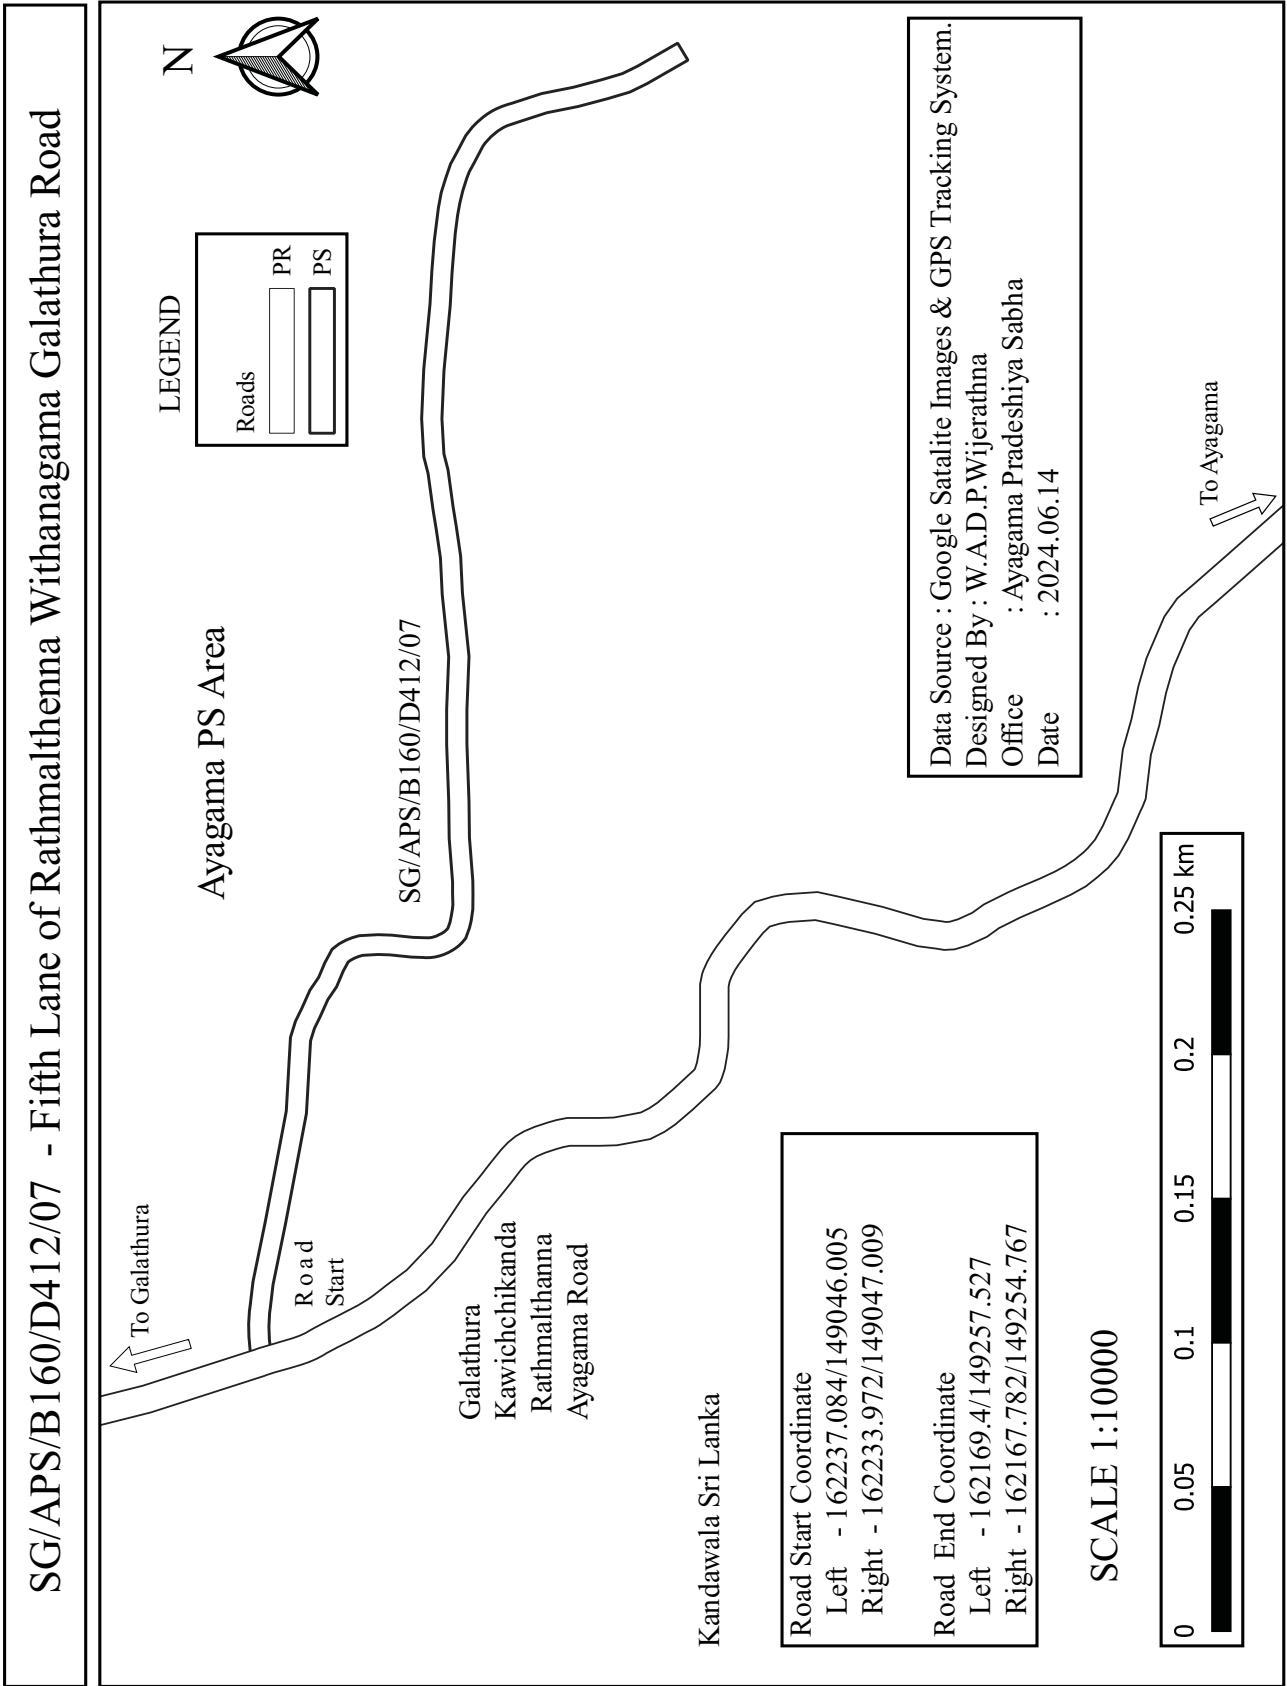 SG/APS/B160/D412/07 - Fifth Lane of Rathmalthenna Withanagama Galathura Road
N
To Galathura
LEGEND
Roads
PR
PS
Ayagama PS Area
Road
Start
SG/APS/B160/D412/07
Galathura
Kawichchikanda
Rathmalthanna
Ayagama Road
Kandawala Sri Lanka
Road Start Coordinate
Left - 162237.084/149046.005
Right - 162233.972/149047.009
Road End Coordinate
Left - 162169.4/149257.527
Right - 162167.782/149254.767
Data Source : Google Satalite Images & GPS Tracking System.
Designed By : W.A.D.P.Wijerathna
Office : Ayagama Pradeshiya Sabha
Date : 2024.06.14
To Ayagama
SCALE 1:10000
0 0.05 0.1 0.15 0.2 0.25 km